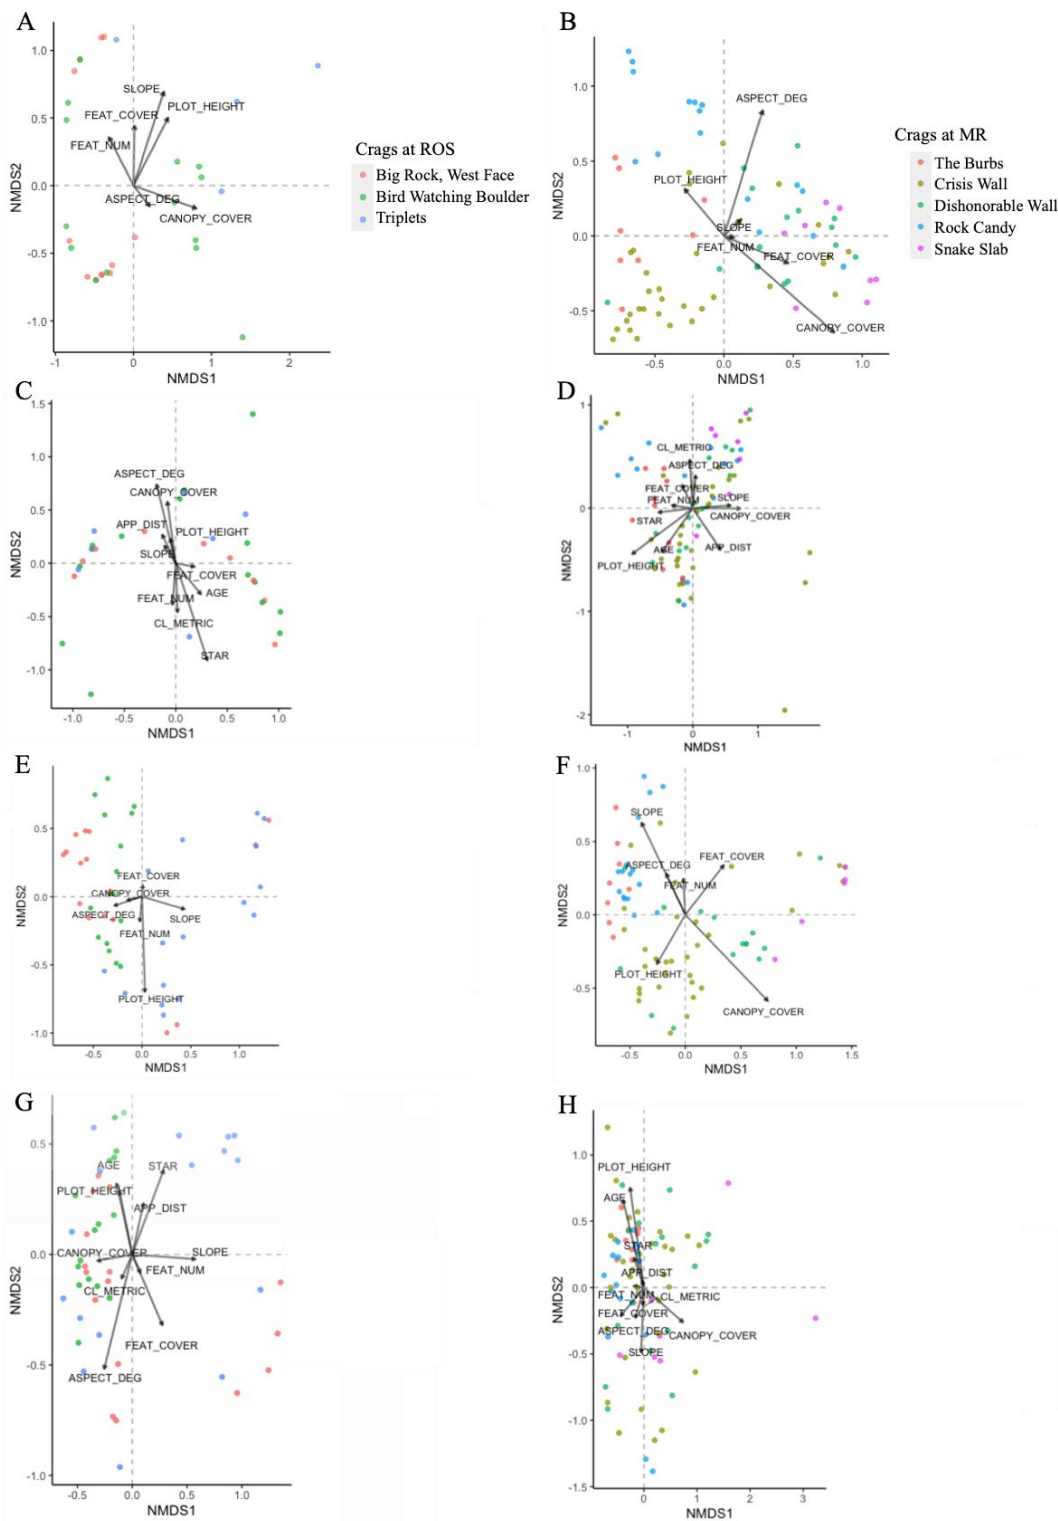 A
1.0
0.5
0.0
-0.5
-1.0
NMDS2
SLOPE
PLOT_HEIGHT
FEAT_COVER
FEAT_NUM
ASPECT_DEG
CANOPY_COVER
-1
0
1
2
NMDS1
Crags at ROS
Big Rock, West Face
Bird Watching Boulder
Triplets
B
1.0
0.5
0.0
-0.5
NMDS2
ASPECT_DEG
PLOT_HEIGHT
SLOPE
FEAT_NUM
FEAT_COVER
CANOPY_COVER
-0.5
0.0
0.5
1.0
NMDS1
Crags at MR
The Burbs
Crisis Wall
Dishonorable Wall
Rock Candy
Snake Slab
C
1.5
1.0
0.5
0.0
-0.5
-1.0
NMDS2
ASPECT_DEG
CANOPY_COVER
APP_DIST
PLOT_HEIGHT
SLOPE
FEAT_COVER
AGE
FEAT_NUM
CL_METRIC
STAR
-1.0
-0.5
0.0
0.5
1.0
NMDS1
D
1
0
-1
-2
NMDS2
CL_METRIC
ASPECT_DEG
FEAT_COVER
FEAT_NUM
SLOPE
CANOPY_COVER
STAR
AGE
APP_DIST
PLOT_HEIGHT
-1
0
1
NMDS1
E
0.5
0.0
-0.5
-1.0
NMDS2
FEAT_COVER
CANOPY_COVER
ASPECT_DEG
SLOPE
FEAT_NUM
PLOT_HEIGHT
-0.5
0.0
0.5
1.0
NMDS1
F
1.0
0.5
0.0
-0.5
NMDS2
SLOPE
FEAT_COVER
ASPECT_DEG
FEAT_NUM
PLOT_HEIGHT
CANOPY_COVER
-0.5
0.0
0.5
1.0
1.5
NMDS1
G
0.5
0.0
-0.5
-1.0
NMDS2
AGE
STAR
PLOT_HEIGHT
APP_DIST
CANOPY_COVER
SLOPE
FEAT_NUM
CL_METRIC
FEAT_COVER
ASPECT_DEG
-0.5
0.0
0.5
1.0
NMDS1
H
1.0
0.5
0.0
-0.5
-1.0
-1.5
NMDS2
PLOT_HEIGHT
AGE
STAR
APP_DIST
FEAT_NUM
CL_METRIC
FEAT_COVER
ASPECT_DEG
CANOPY_COVER
SLOPE
0
1
2
3
NMDS1